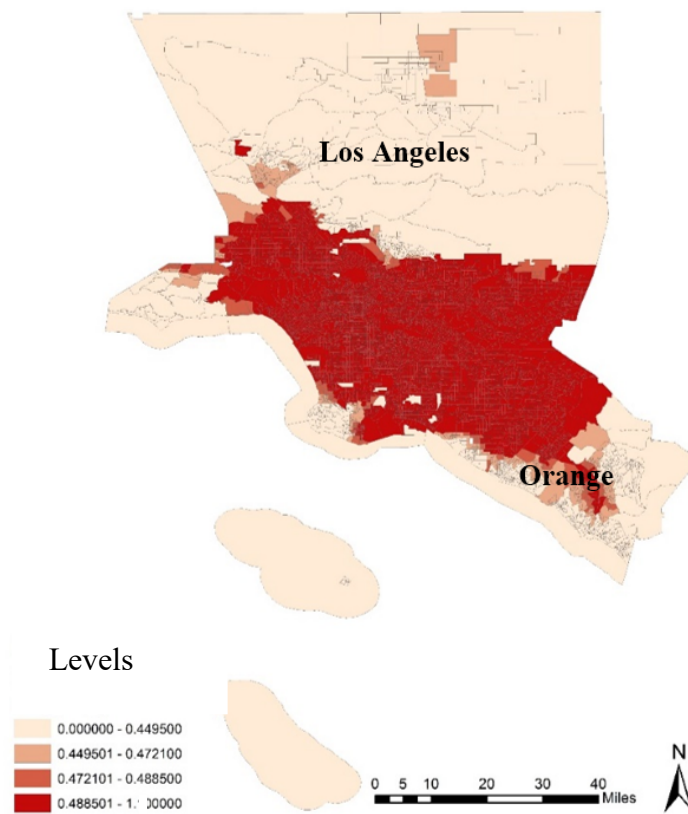 Los Angeles
Orange
Levels
0.000000 - 0.449500
0.449501 - 0.472100
0.472101 - 0.488500
0.488501 -
N
0 5 10 20 30 40
Miles